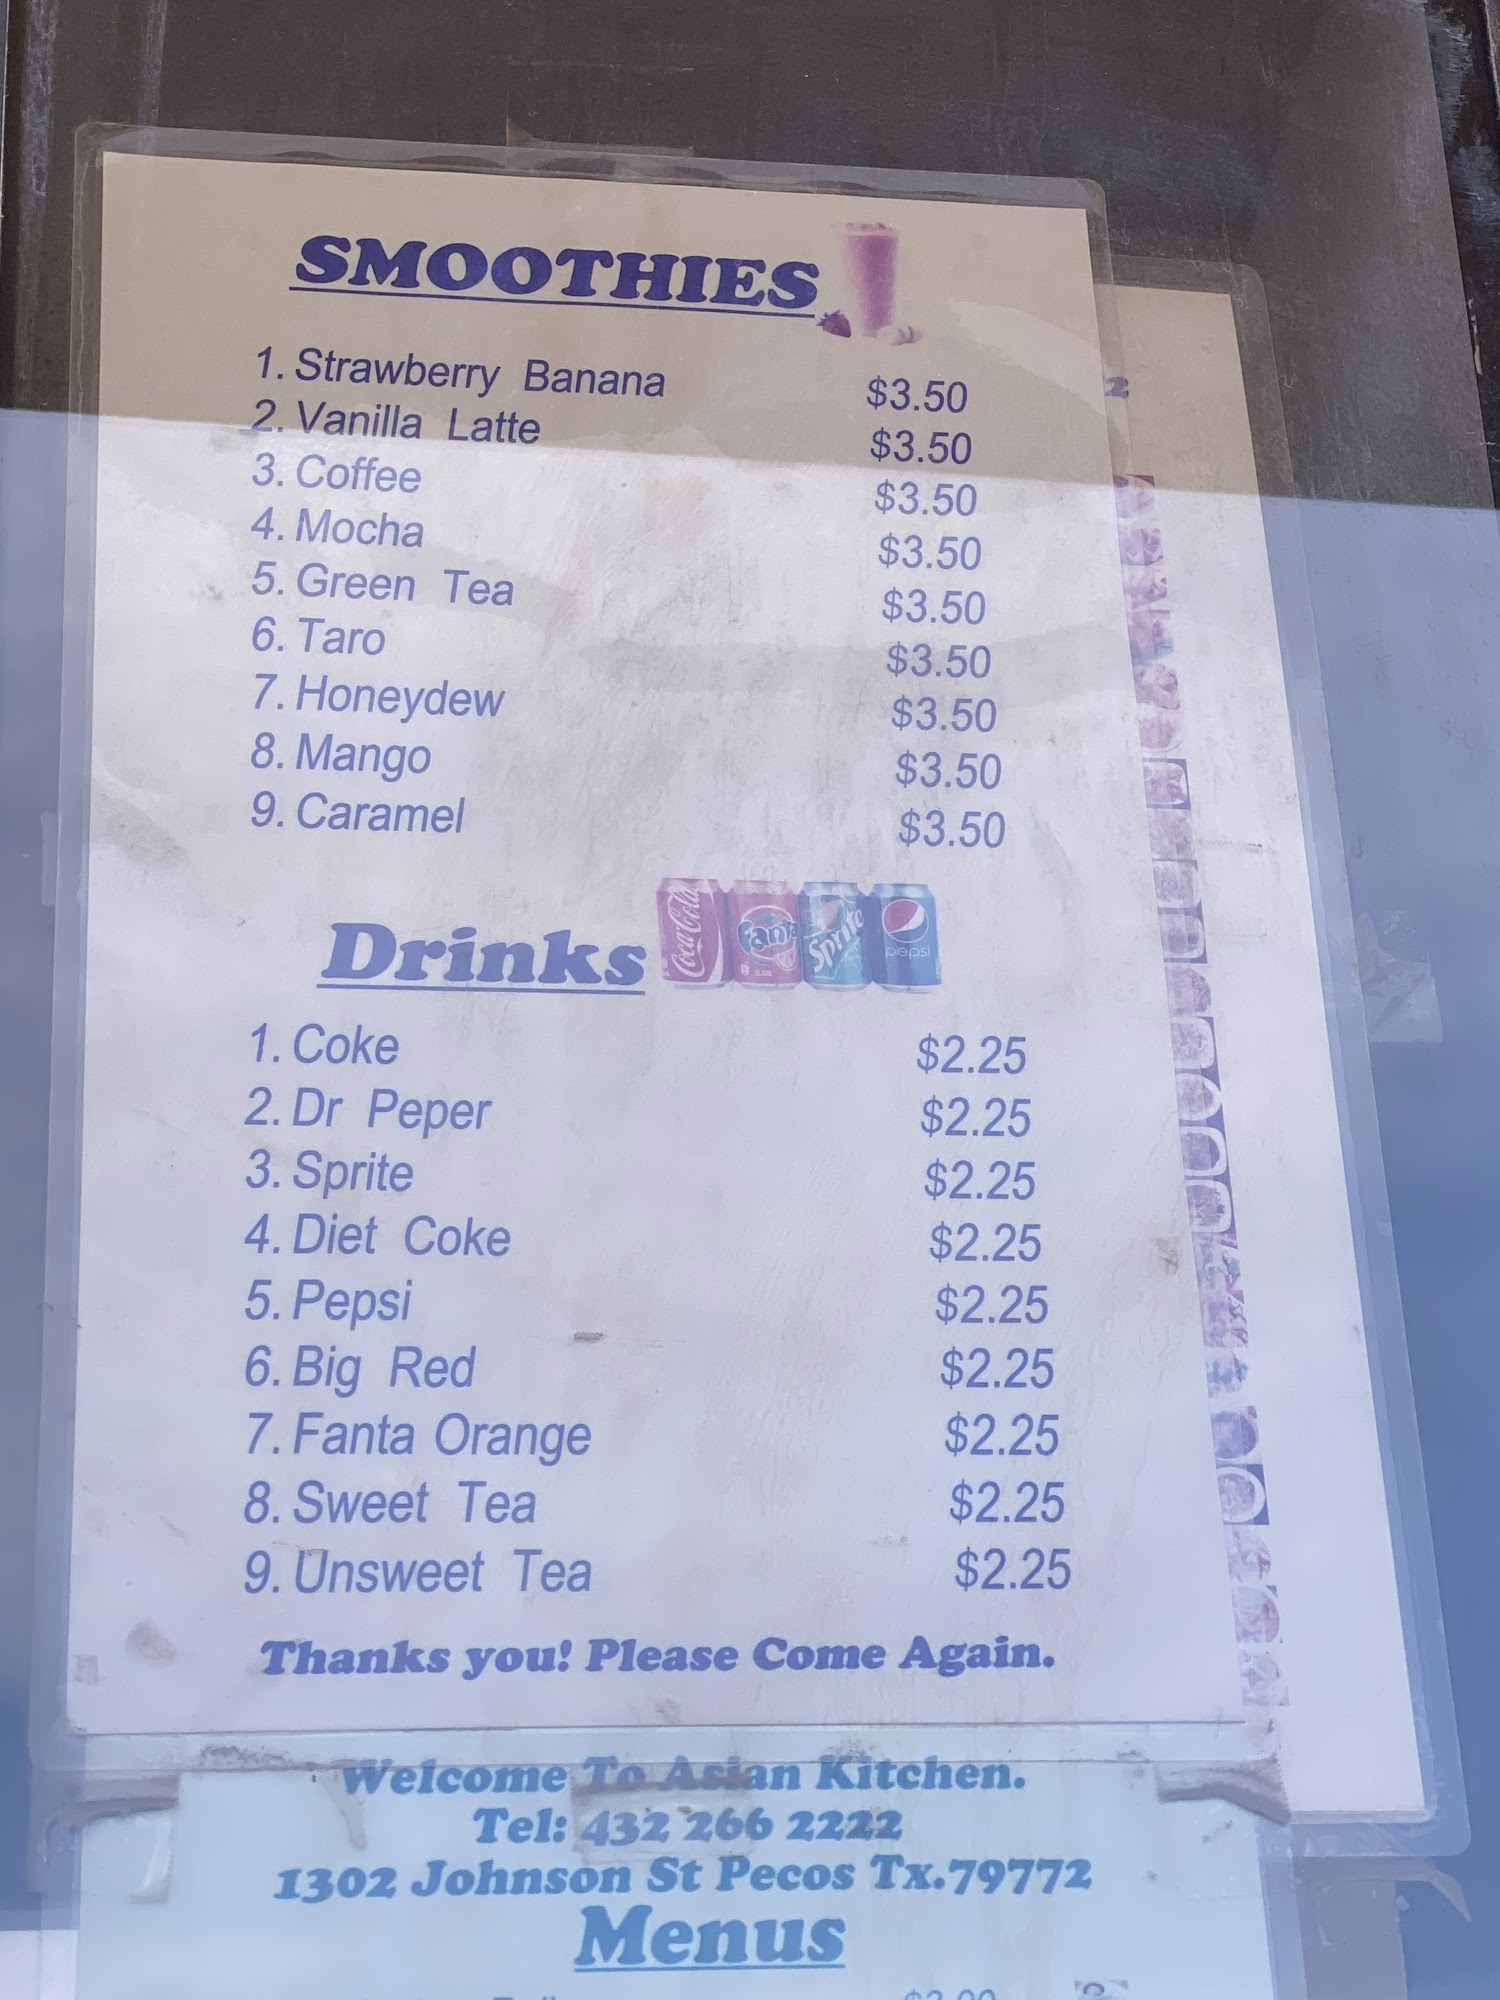 SMOOTHIES
1. Strawberry Banana $3.50
2. Vanilla Latte $3.50
3. Coffee $3.50
4. Mocha $3.50
5. Green Tea $3.50
6. Taro $3.50
7. Honeydew $3.50
8. Mango $3.50
9. Caramel $3.50
Drinks
Coca-Cola Fanta Sprite pepsi
1. Coke $2.25
2. Dr Peper $2.25
3. Sprite $2.25
4. Diet Coke $2.25
5. Pepsi $2.25
6. Big Red $2.25
7. Fanta Orange $2.25
8. Sweet Tea $2.25
9. Unsweet Tea $2.25
Thanks you! Please Come Again.
Welcome To Asian Kitchen.
Tel: 432 266 2222
1302 Johnson St Pecos Tx.79772
Menus